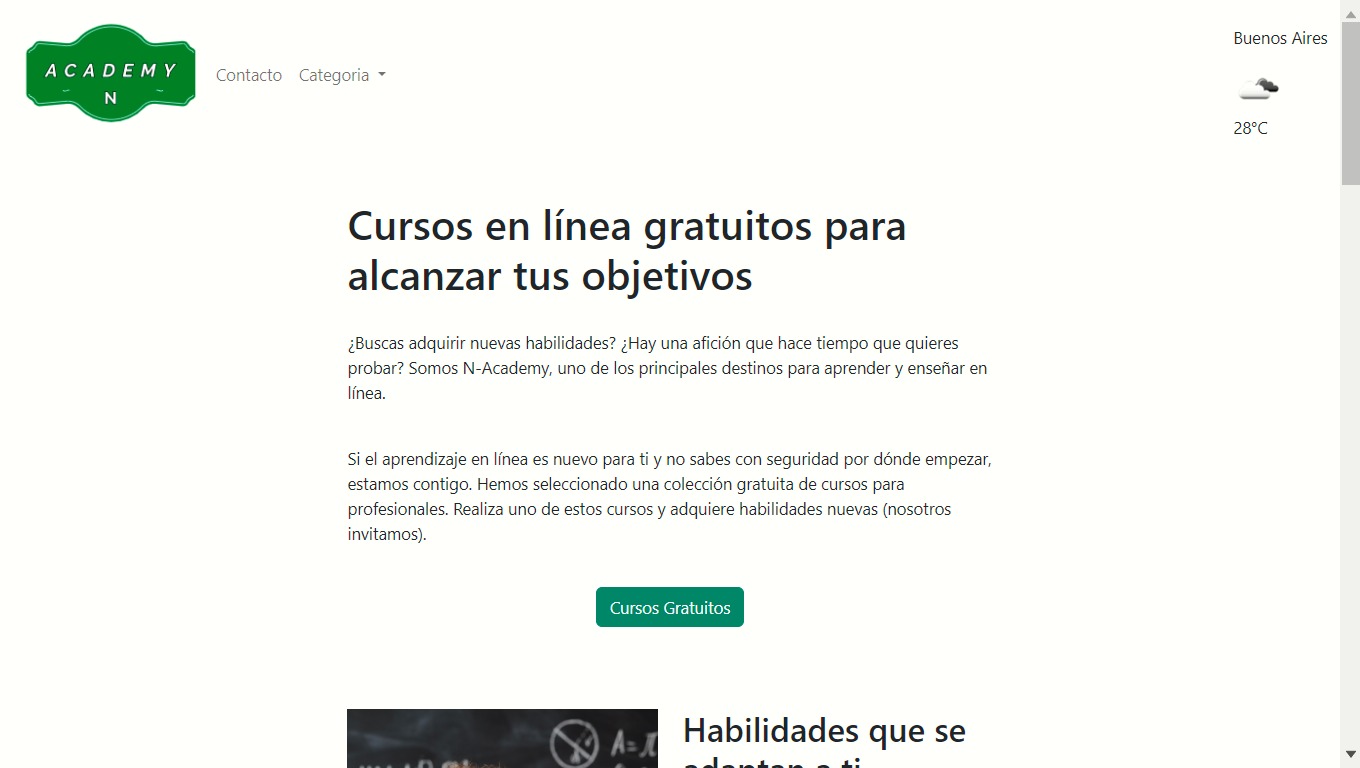 ACADEMY
N
Contacto
Categoria
Buenos Aires
28°C
Cursos en línea gratuitos para
alcanzar tus objetivos
¿Buscas adquirir nuevas habilidades? ¿Hay una afición que hace tiempo que quieres
probar? Somos N-Academy, uno de los principales destinos para aprender y enseñar en
línea.
Si el aprendizaje en línea es nuevo para ti y no sabes con seguridad por dónde empezar,
estamos contigo. Hemos seleccionado una colección gratuita de cursos para
profesionales. Realiza uno de estos cursos y adquiere habilidades nuevas (nosotros
invitamos).
Cursos Gratuitos
A=π
Habilidades que se
adaptan a ti